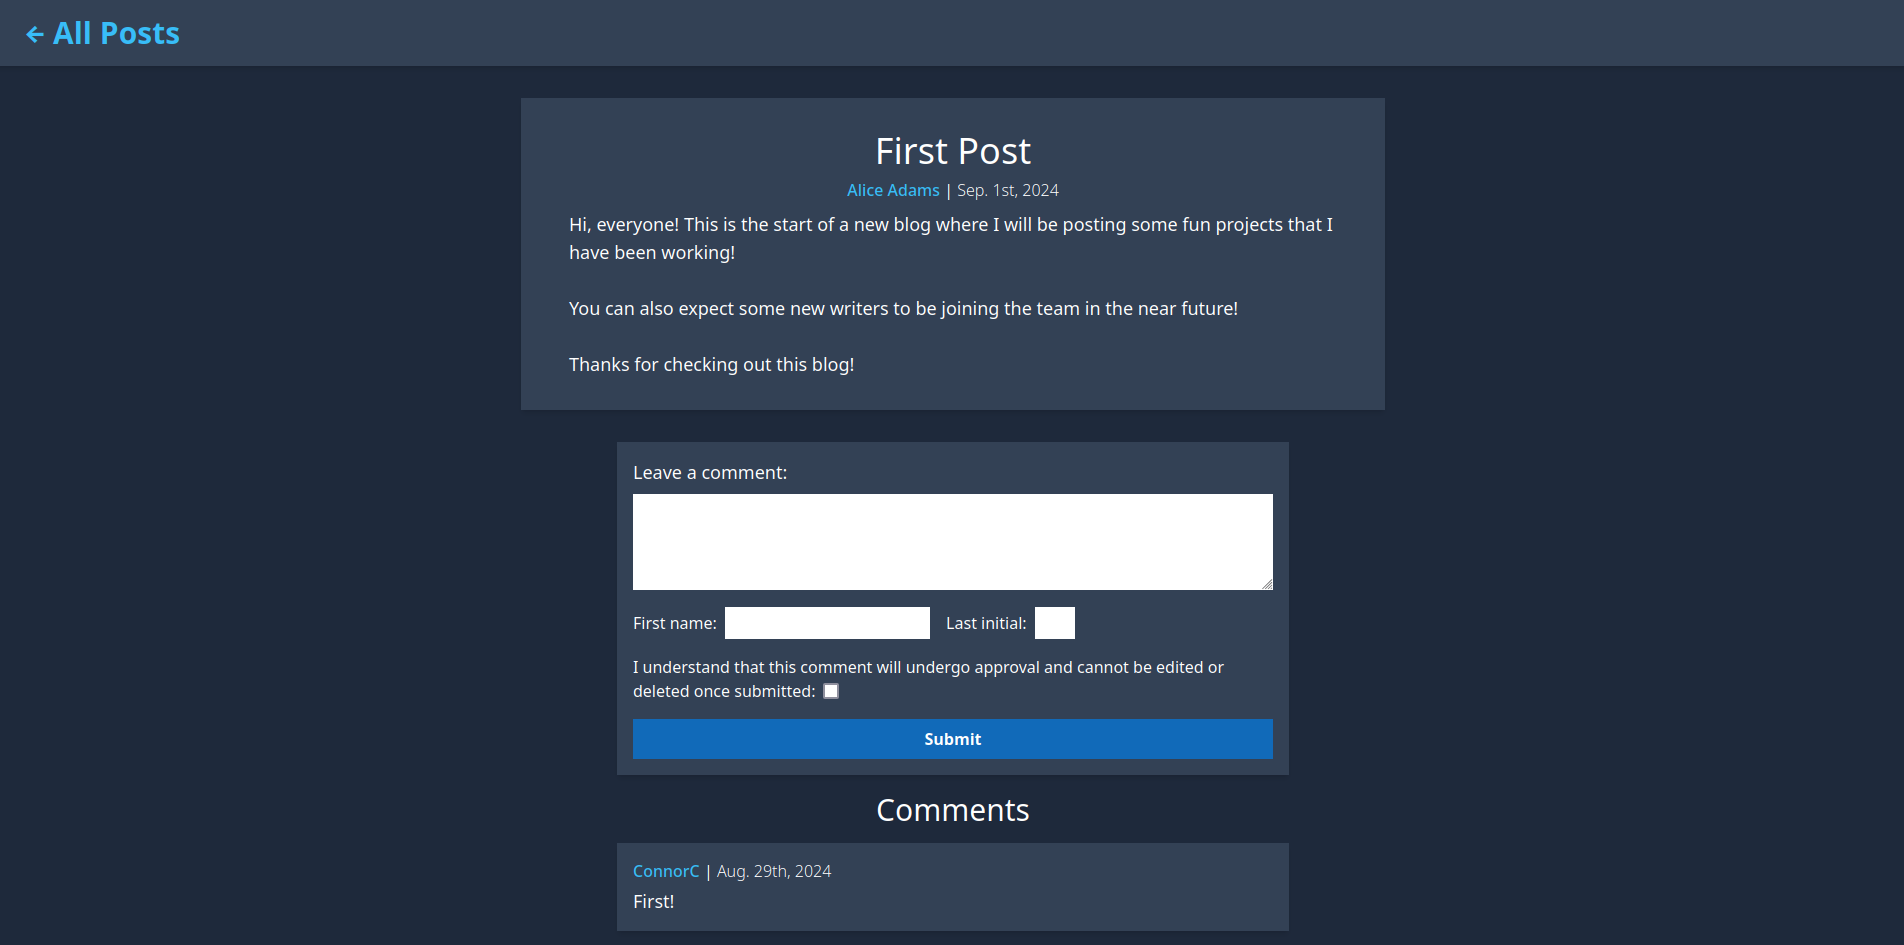 ← All Posts
First Post
Alice Adams | Sep. 1st, 2024
Hi, everyone! This is the start of a new blog where I will be posting some fun projects that I
have been working!
You can also expect some new writers to be joining the team in the near future!
Thanks for checking out this blog!
Leave a comment:
First name: Last initial:
I understand that this comment will undergo approval and cannot be edited or
deleted once submitted:
Submit
Comments
ConnorC | Aug. 29th, 2024
First!